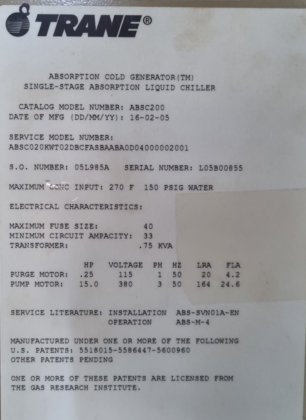 TRANE®
ABSORPTION COLD GENERATOR(TM)
SINGLE-STAGE ABSORPTION LIQUID CHILLER
CATALOG MODEL NUMBER: ABSC200
DATE OF MFG (DD/MM/YY): 16-02-05
SERVICE MODEL NUMBER:
ABSC020KWT02DBCFASBAABA0D04000002001
S.O. NUMBER: 05L985A SERIAL NUMBER: L05B00855
MAXIMUM INPUT: 270 F 150 PSIG WATER
ELECTRICAL CHARACTERISTICS:
MAXIMUM FUSE SIZE: 40
MINIMUM CIRCUIT AMPACITY: 33
TRANSFORMER: .75 KVA
HP VOLTAGE PH HZ LRA FLA
PURGE MOTOR: .25 115 1 50 20 4.2
PUMP MOTOR: 15.0 380 3 50 164 24.6
SERVICE LITERATURE: INSTALLATION ABS-SVN01A-EN
OPERATION ABS-M-4
MANUFACTURED UNDER ONE OR MORE OF THE FOLLOWING
U.S. PATENTS: 5518015-5586447-5600960
OTHER PATENTS PENDING
ONE OR MORE OF THESE PATENTS ARE LICENSED FROM
THE GAS RESEARCH INSTITUTE.